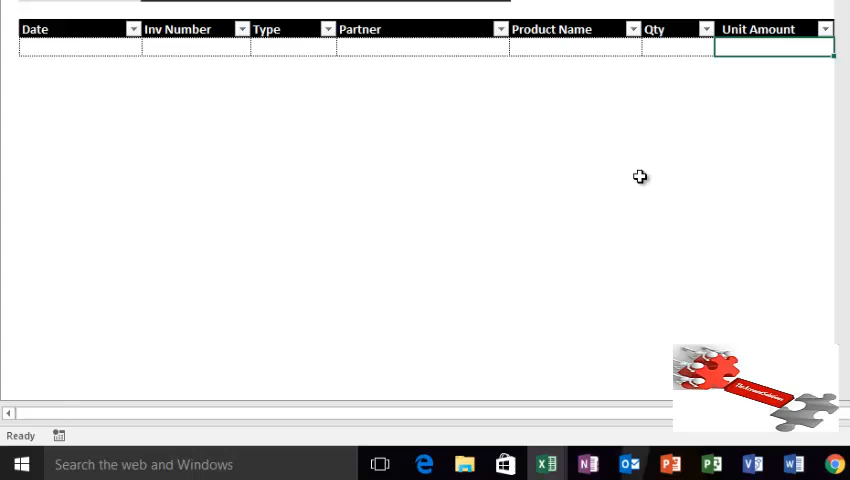 Date Inv Number Type Partner Product Name Qty Unit Amount
Ready
Search the web and Windows